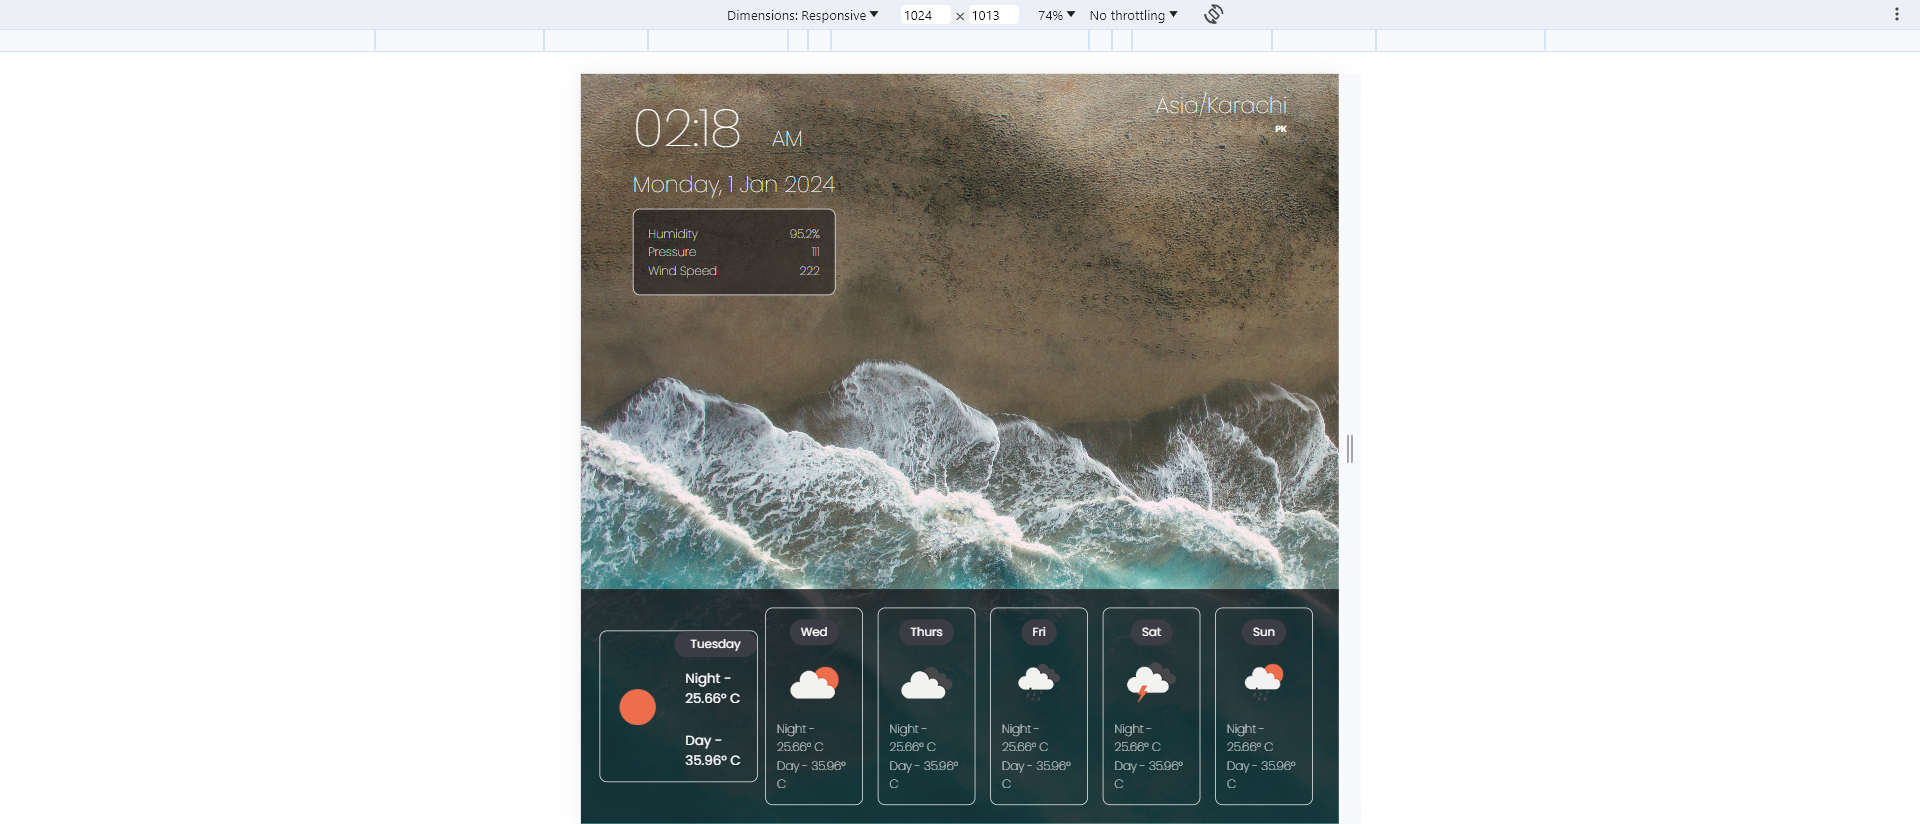 Dimensions: Responsive 1024 × 1013 74% No throttling
02:18 AM
Asia/Karachi
PK
Monday, 1 Jan 2024
Humidity 95.2%
Pressure 111
Wind Speed 222
Tuesday
Night -
25.66° C
Day -
35.96° C
Wed
Night -
25.66° C
Day - 35.96°
C
Thurs
Night -
25.66° C
Day - 35.96°
C
Fri
Night -
25.66° C
Day - 35.96°
C
Sat
Night -
25.66° C
Day - 35.96°
C
Sun
Night -
25.66° C
Day - 35.96°
C